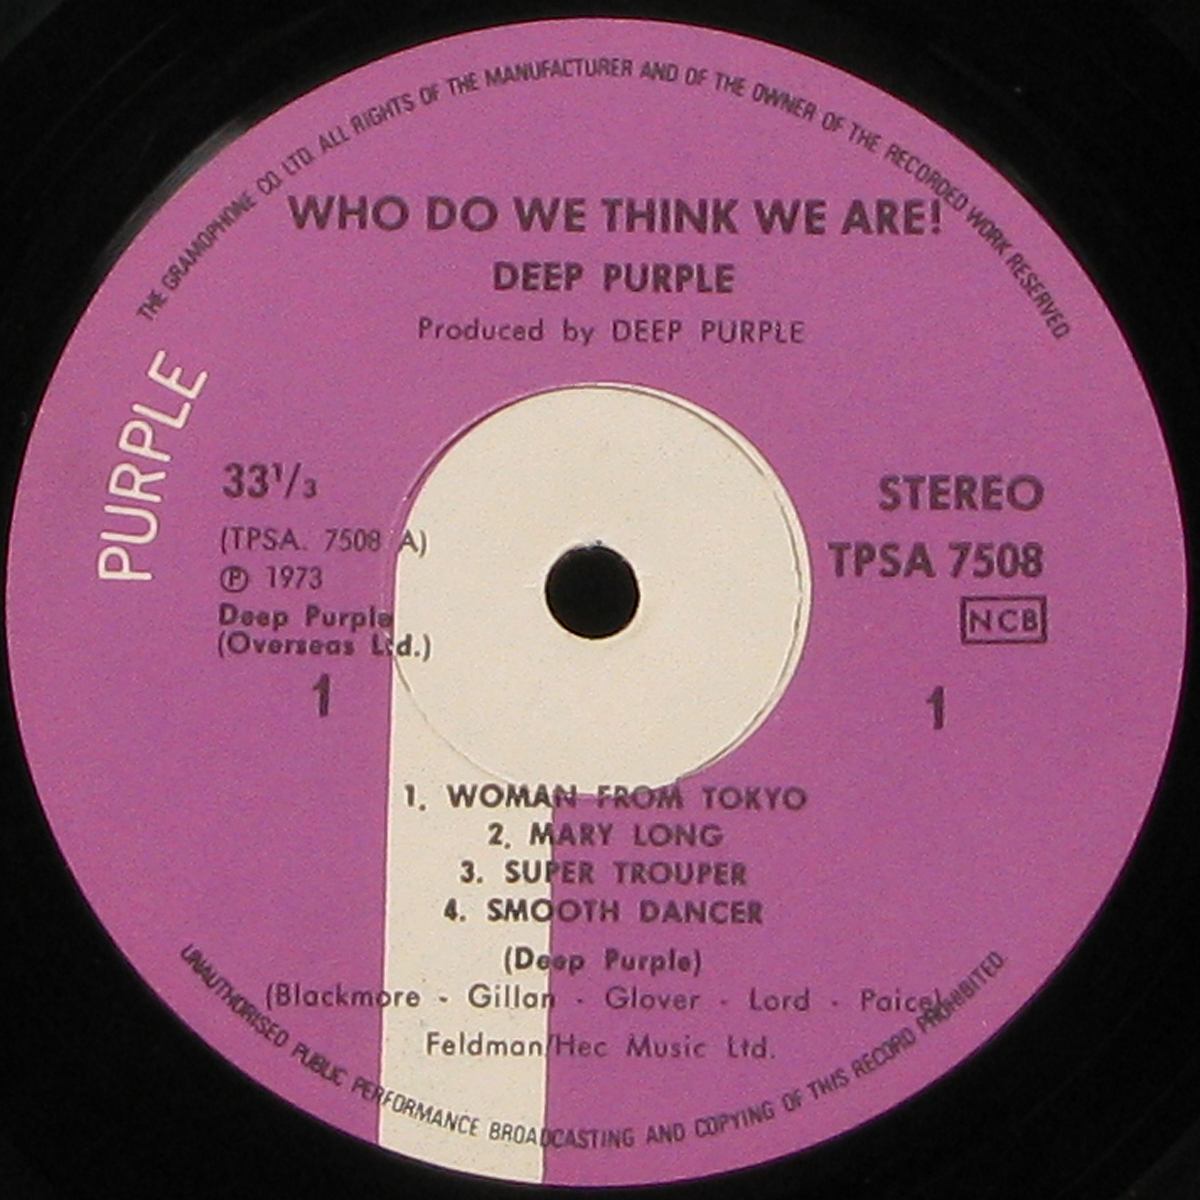 THE GRAMOPHONE CO LTD. ALL RIGHTS OF THE MANUFACTURER AND OF THE OWNER OF THE RECORDED WORK RESERVED
WHO DO WE THINK WE ARE!
DEEP PURPLE
Produced by DEEP PURPLE
PURPLE
33¹/₃
(TPSA. 7508 A)
℗ 1973
Deep Purple
(Overseas Ltd.)
1
STEREO
TPSA 7508
NCB
1
1. WOMAN FROM TOKYO
2. MARY LONG
3. SUPER TROUPER
4. SMOOTH DANCER
(Deep Purple)
(Blackmore - Gillan - Glover - Lord - Paice)
Feldman/Hec Music Ltd.
UNAUTHORISED PUBLIC PERFORMANCE BROADCASTING AND COPYING OF THIS RECORD PROHIBITED